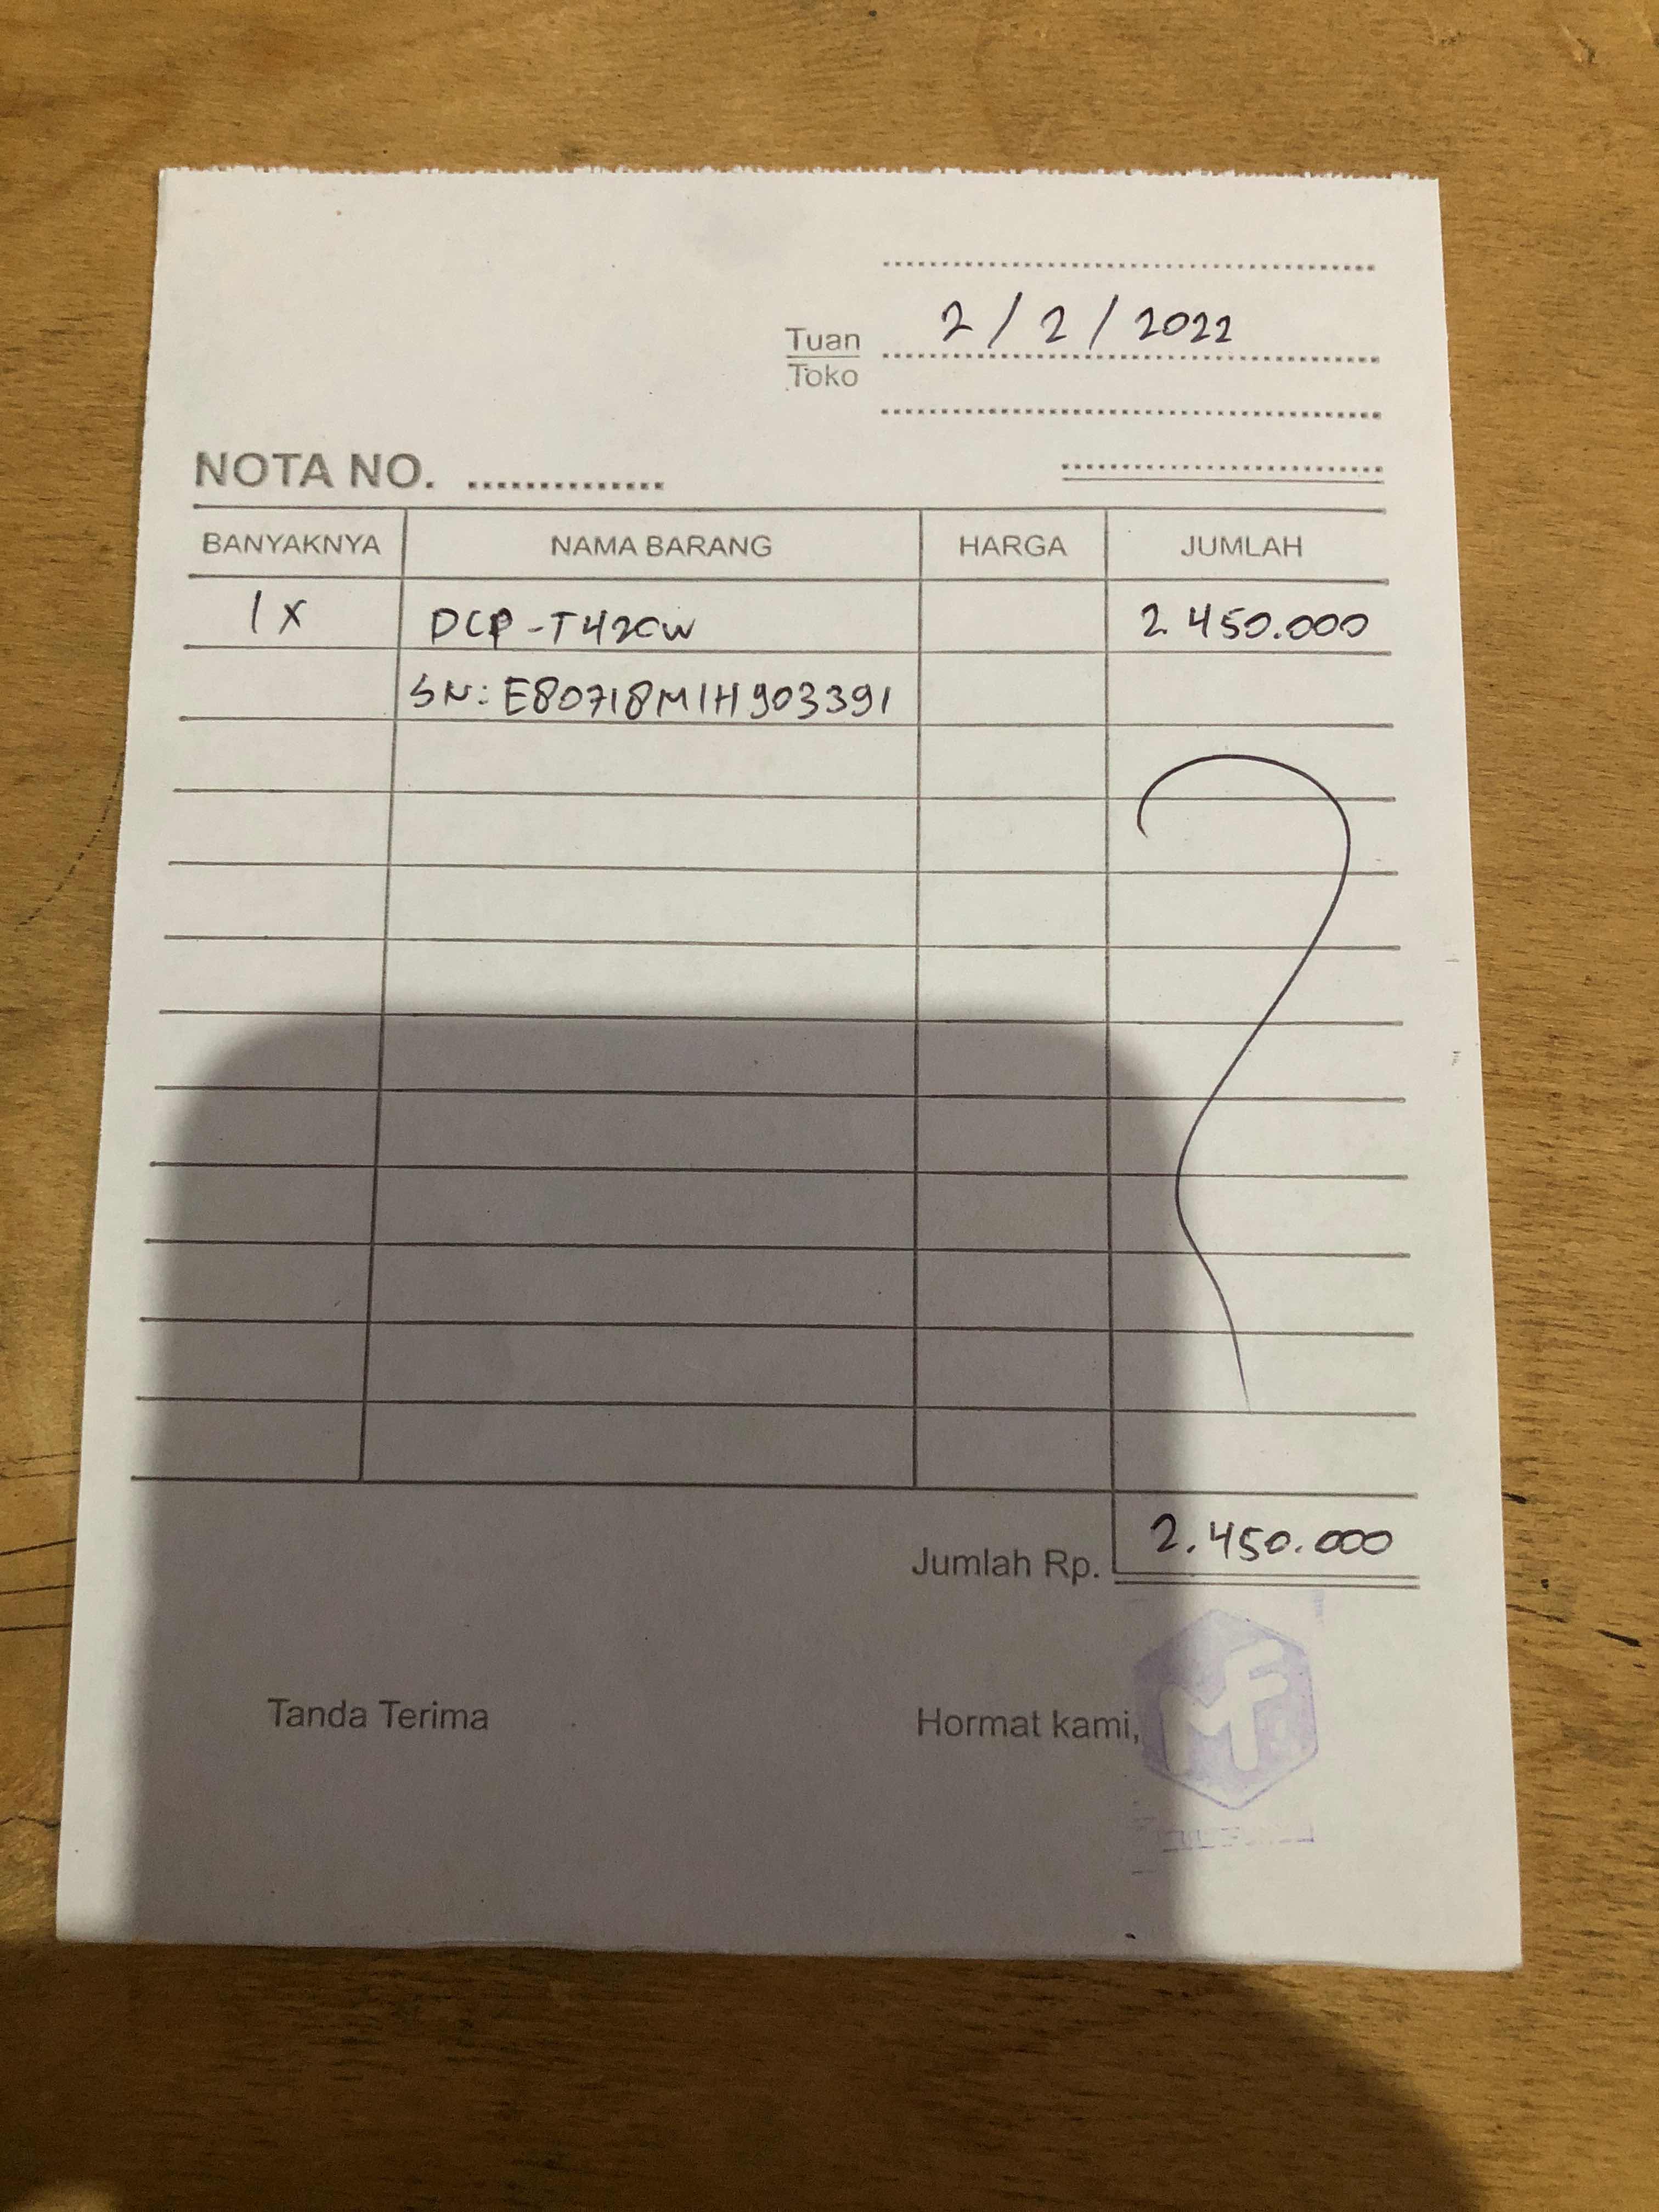 2/2/2022
Tuan
Toko
NOTA NO.
BANYAKNYA NAMA BARANG HARGA JUMLAH
1x DCP-T420W 2.450.000
SN: E80718M1H903391
Jumlah Rp. 2.450.000
Tanda Terima Hormat kami,
MF